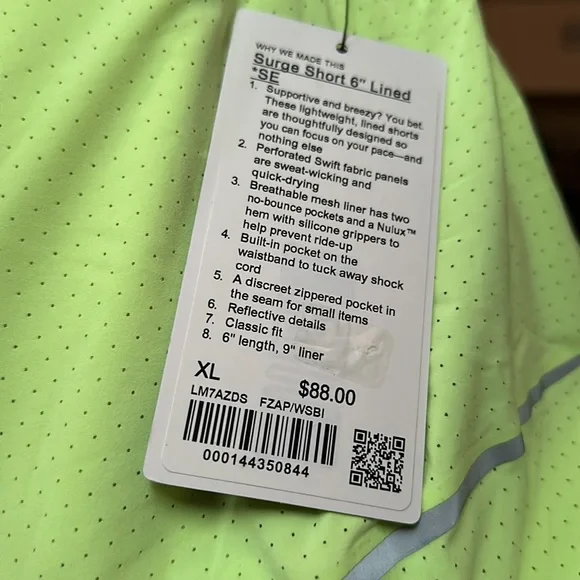 WHY WE MADE THIS
Surge Short 6" Lined
*SE
1. Supportive and breezy? You bet.
These lightweight, lined shorts
are thoughtfully designed so
you can focus on your pace—and
nothing else
2. Perforated Swift fabric panels
are sweat-wicking and
quick-drying
3. Breathable mesh liner has two
no-bounce pockets and a Nulux™
hem with silicone grippers to
help prevent ride-up
4. Built-in pocket on the
waistband to tuck away shock
cord
5. A discreet zippered pocket in
the seam for small items
6. Reflective details
7. Classic fit
8. 6" length, 9" liner
XL $88.00
LM7AZDS FZAP/WSBI
000144350844